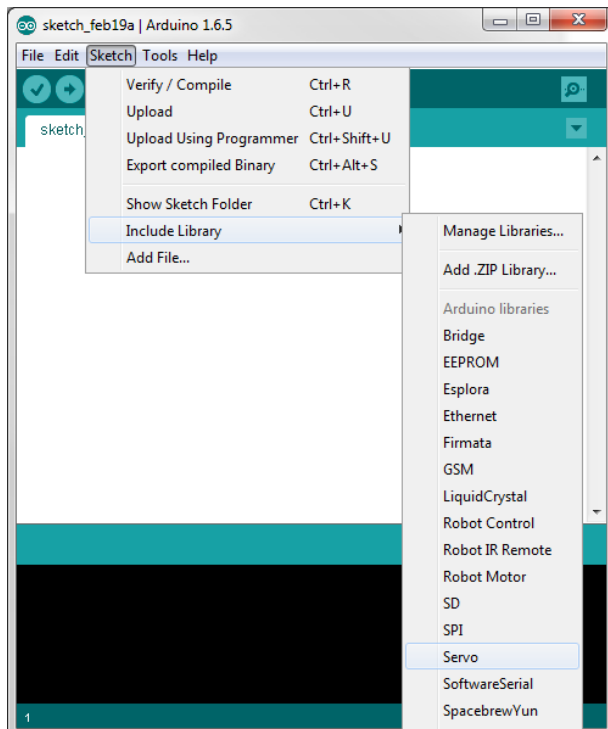 sketch_feb19a | Arduino 1.6.5
File Edit Sketch Tools Help
Verify / Compile Ctrl+R
Upload Ctrl+U
sketch_
Upload Using Programmer Ctrl+Shift+U
Export compiled Binary Ctrl+Alt+S
Show Sketch Folder Ctrl+K
Include Library
Add File...
Manage Libraries...
Add .ZIP Library...
Arduino libraries
Bridge
EEPROM
Esplora
Ethernet
Firmata
GSM
LiquidCrystal
Robot Control
Robot IR Remote
Robot Motor
SD
SPI
Servo
SoftwareSerial
SpacebrewYun
1